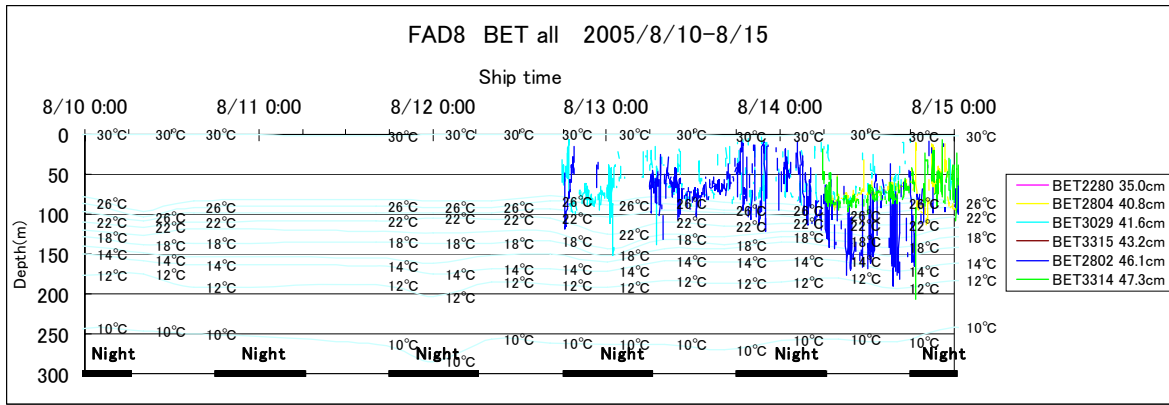 FAD8 BET all 2005/8/10-8/15
Ship time
8/10 0:00 8/11 0:00 8/12 0:00 8/13 0:00 8/14 0:00 8/15 0:00
Depth(m)
0
50
100
150
200
250
300
30℃ 30℃ 30℃ 30℃ 30℃ 30℃ 30℃ 30℃ 30℃ 30℃ 30℃ 30℃ 30℃ 30℃
26℃ 26℃ 26℃ 26℃ 26℃ 26℃ 26℃ 26℃ 26℃ 26℃ 26℃ 26℃ 26℃ 26℃
22℃ 22℃ 22℃ 22℃ 22℃ 22℃ 22℃ 22℃ 22℃ 22℃ 22℃ 22℃ 22℃ 22℃
18℃ 18℃ 18℃ 18℃ 18℃ 18℃ 18℃ 18℃ 18℃ 18℃ 18℃ 18℃ 18℃ 18℃
14℃ 14℃ 14℃ 14℃ 14℃ 14℃ 14℃ 14℃ 14℃ 14℃ 14℃ 14℃ 14℃ 14℃
12℃ 12℃ 12℃ 12℃ 12℃ 12℃ 12℃ 12℃ 12℃ 12℃ 12℃ 12℃ 12℃ 12℃
10℃ 10℃ 10℃ 10℃ 10℃ 10℃ 10℃ 10℃ 10℃ 10℃ 10℃ 10℃ 10℃ 10℃
Night Night Night Night Night Night
BET2280 35.0cm
BET2804 40.8cm
BET3029 41.6cm
BET3315 43.2cm
BET2802 46.1cm
BET3314 47.3cm